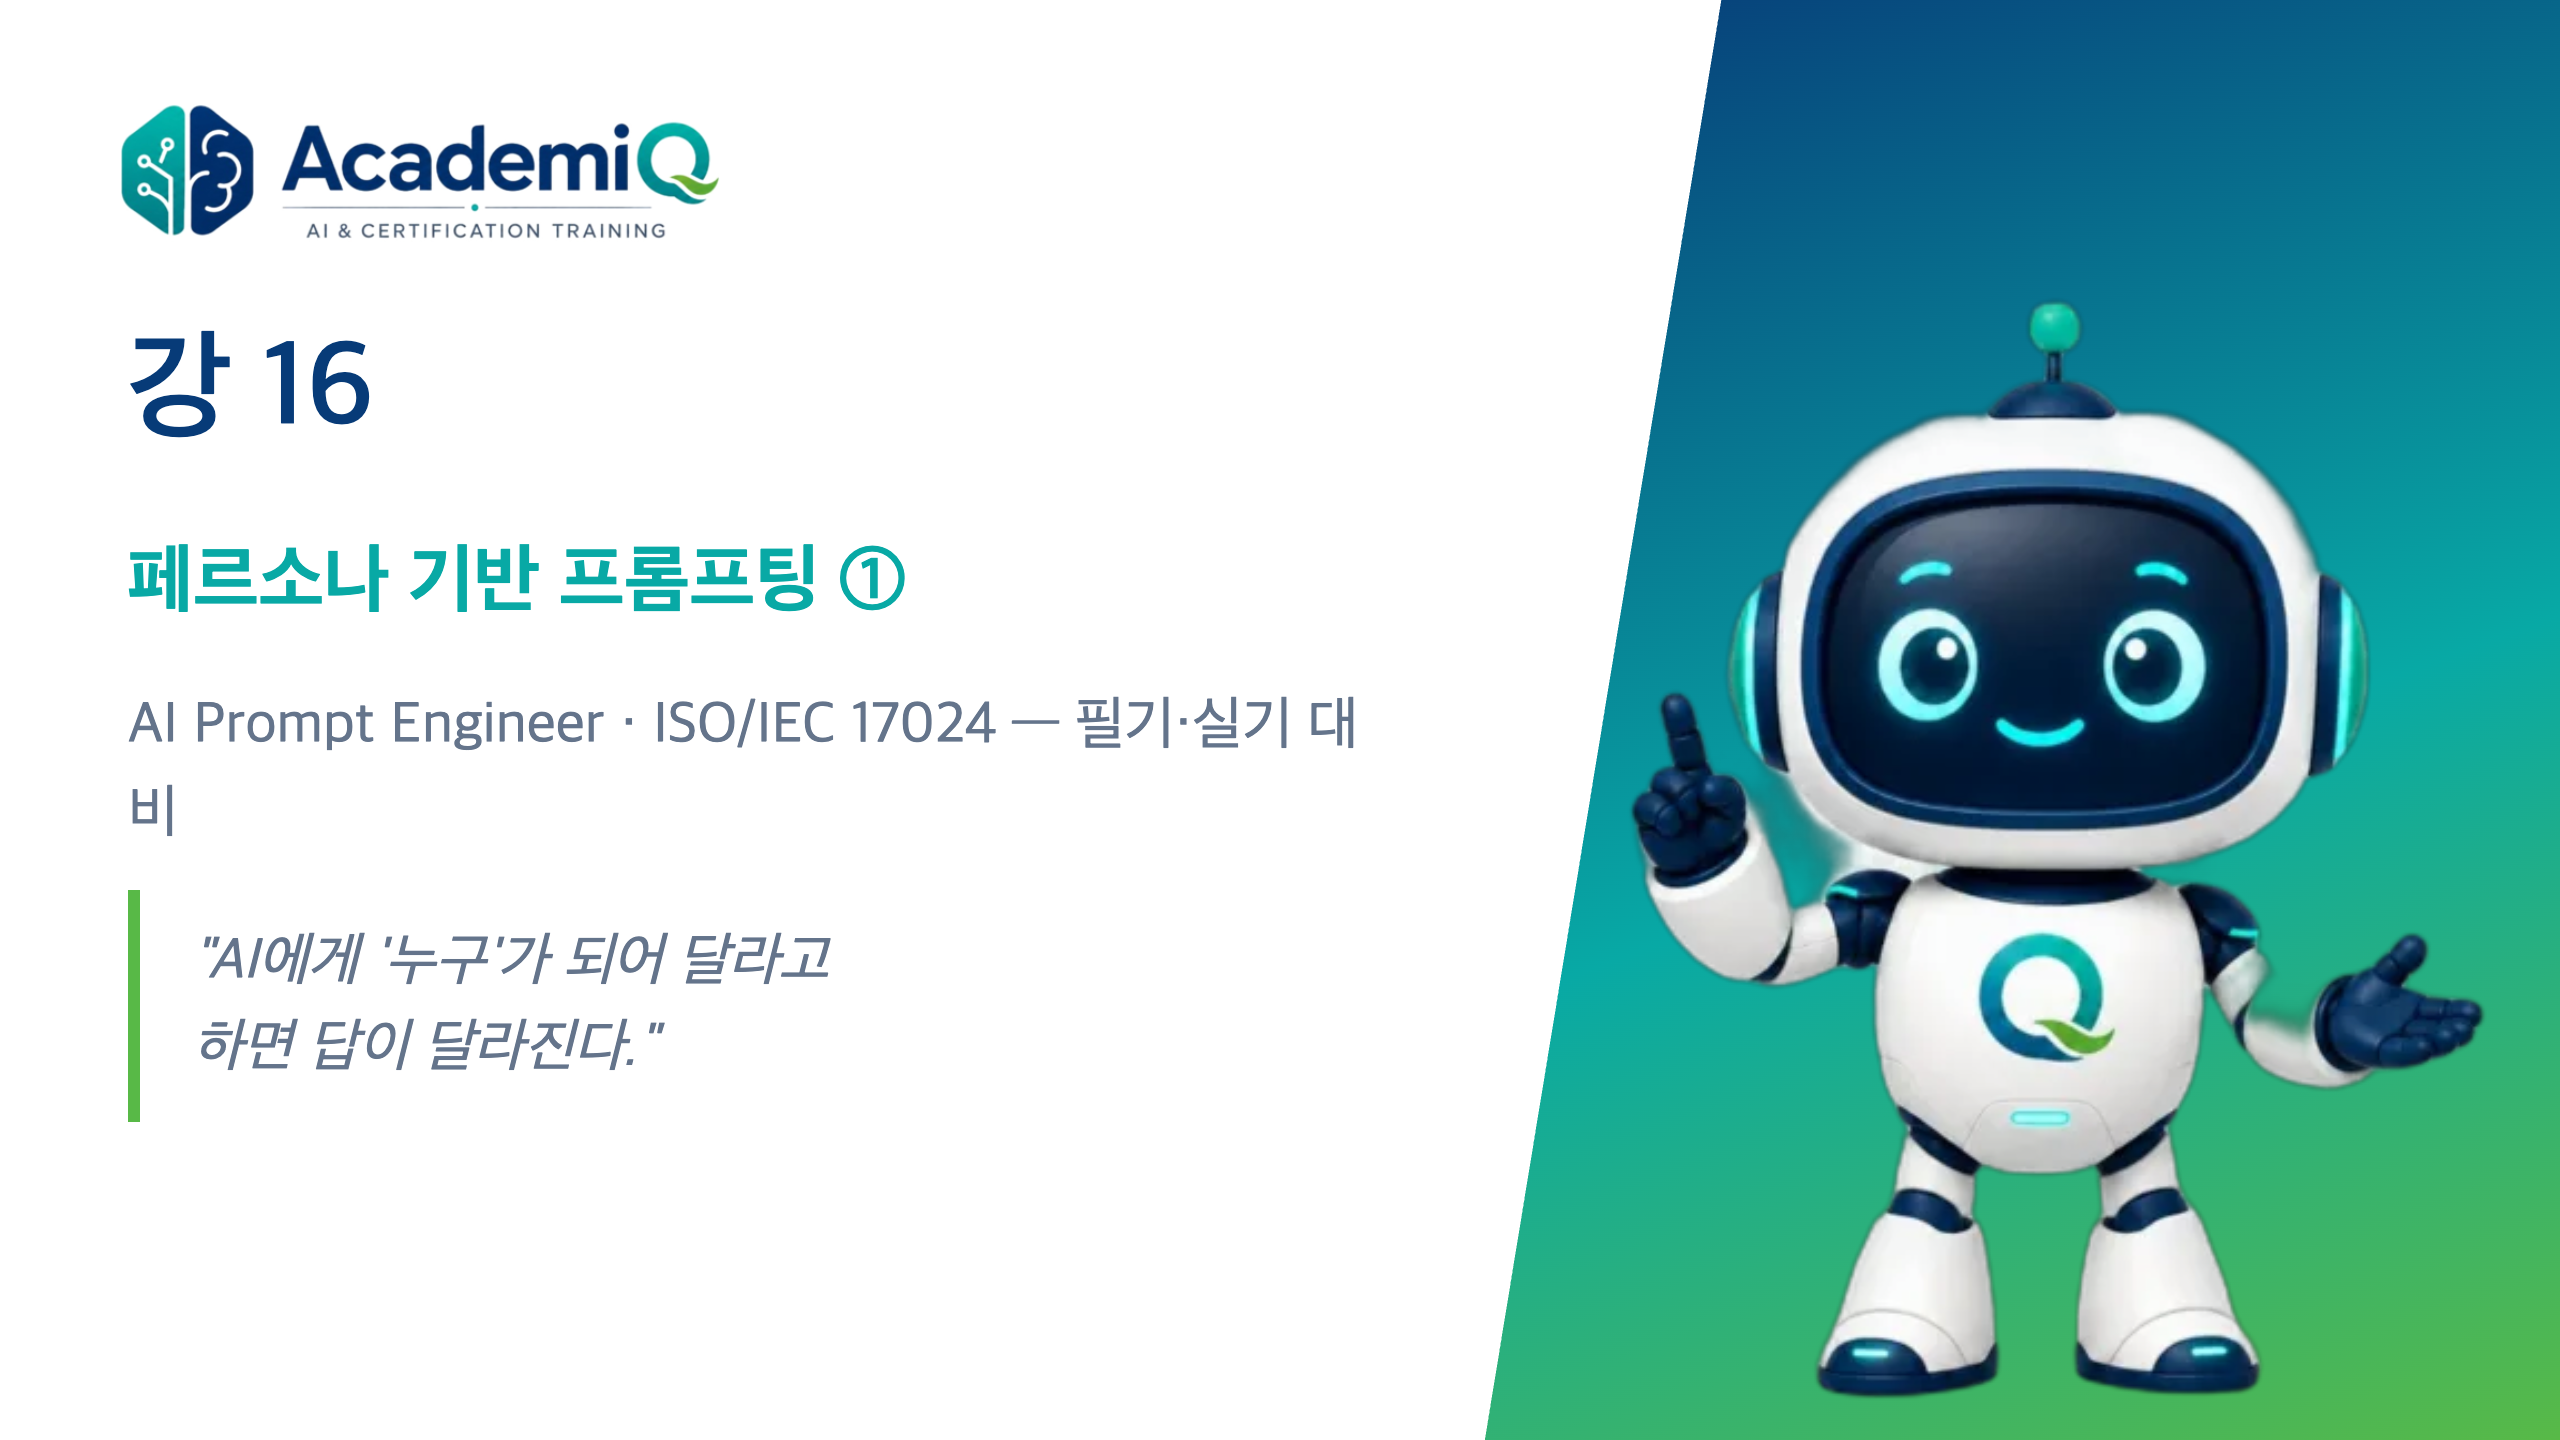 AcademiQ
AI & CERTIFICATION TRAINING
강 16
페르소나 기반 프롬프팅 ①
AI Prompt Engineer · ISO/IEC 17024 — 필기·실기 대
비
"AI에게 '누구'가 되어 달라고
하면 답이 달라진다."
Q